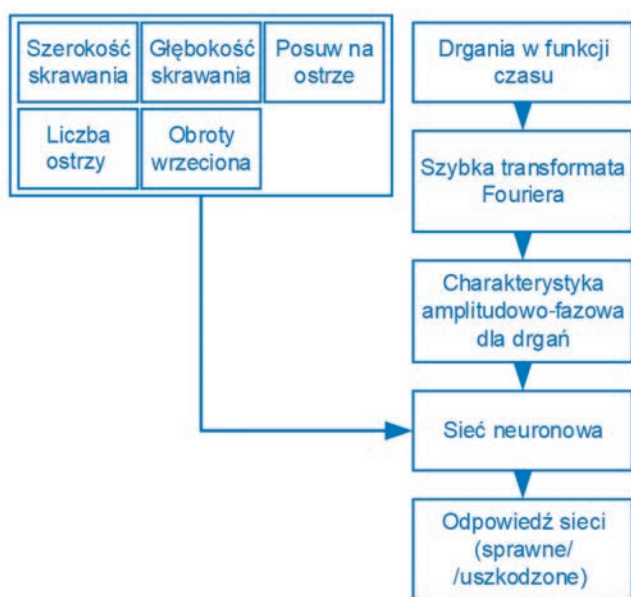 Szerokość
skrawania
Głębokość
skrawania
Posuw na
ostrze
Liczba
ostrzy
Obroty
wrzeciona
Drgania w funkcji
czasu
Szybka transformata
Fouriera
Charakterystyka
amplitudowo-fazowa
dla drgań
Sieć neuronowa
Odpowiedź sieci
(sprawne/
/uszkodzone)